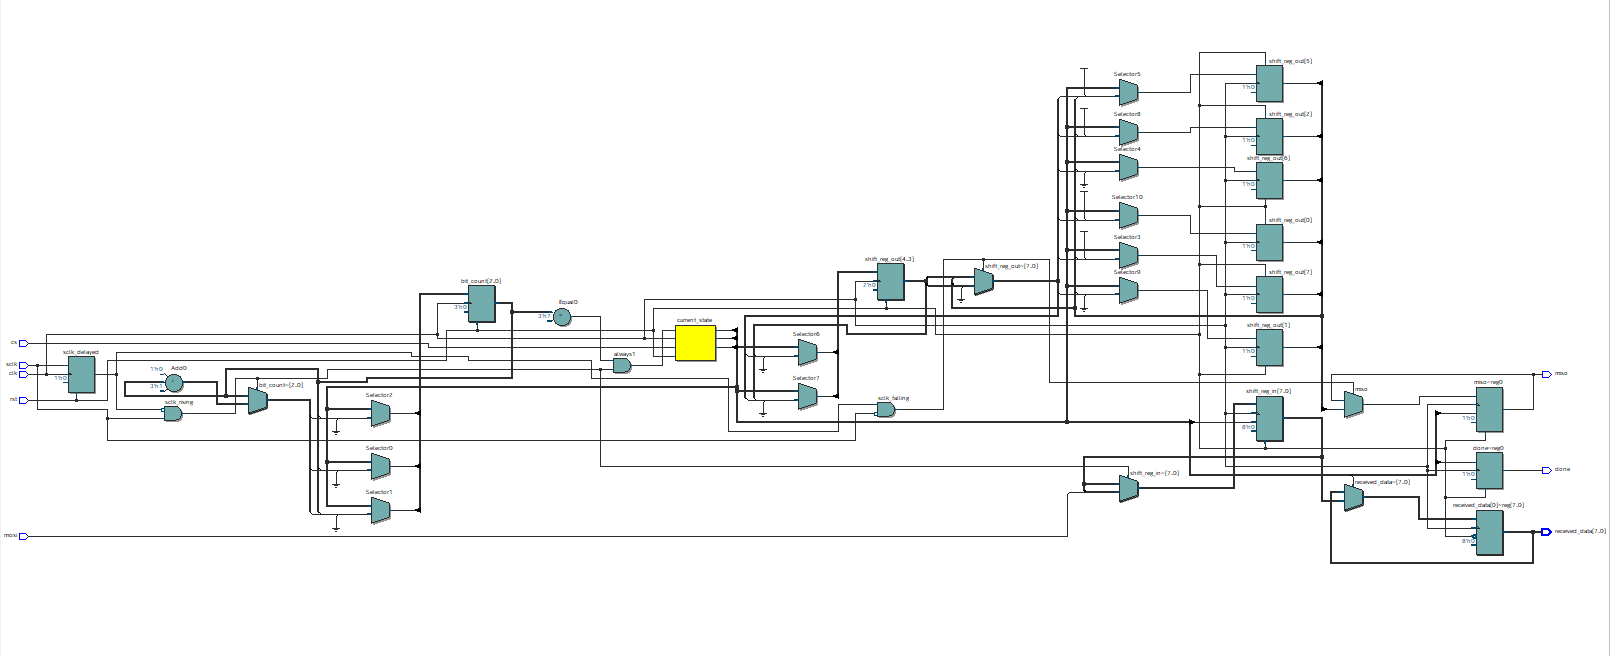 shift_reg_out[5]
Selector5
1'h0
Selector8
shift_reg_out[2]
1'h0
Selector4
shift_reg_out[6]
1'h0
Selector10
shift_reg_out[0]
1'h0
Selector3
shift_reg_out[4..3]
2'h0
shift_reg_out~[7..0]
Selector9
shift_reg_out[7]
1'h0
bit_count[2..0]
3'h0
Equal0
3'h7
=
current_state
shift_reg_out[1]
1'h0
Selector6
cs
sclk
clk
rst
sclk_delayed
1'h0
Add0
1'h0
3'h1
+
sclk_rising
bit_count~[2..0]
always1
Selector7
Selector2
sclk_falling
shift_reg_in[7..0]
8'h0
miso
miso~reg0
1'h0
miso
Selector0
done~reg0
1'h0
done
Selector1
shift_reg_in~[7..0]
received_data~[7..0]
received_data[0]~reg[7..0]
8'h0
received_data[7..0]
mosi